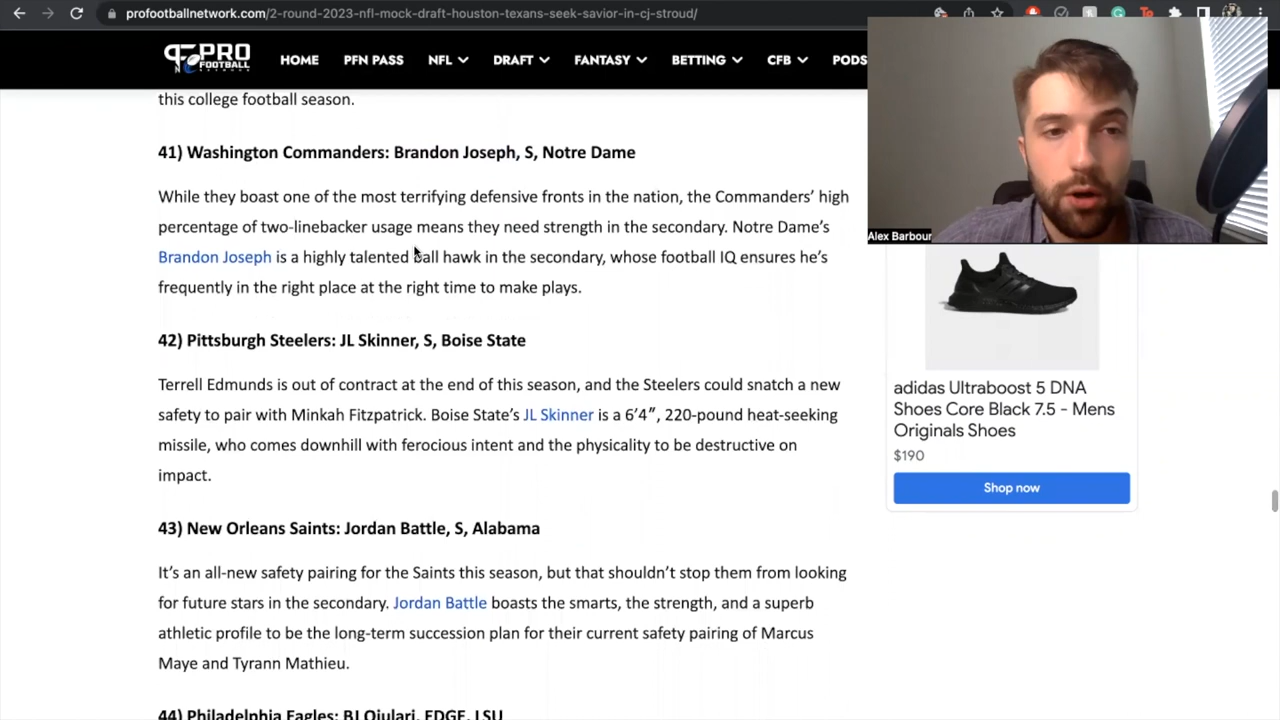 profootballnetwork.com/2-round-2023-nfl-mock-draft-houston-texans-seek-savior-in-cj-stroud/
PRO FOOTBALL NETWORK HOME PFN PASS NFL DRAFT FANTASY BETTING CFB PODS
this college football season.
41) Washington Commanders: Brandon Joseph, S, Notre Dame
While they boast one of the most terrifying defensive fronts in the nation, the Commanders’ high
percentage of two-linebacker usage means they need strength in the secondary. Notre Dame’s
Brandon Joseph is a highly talented ball hawk in the secondary, whose football IQ ensures he’s
frequently in the right place at the right time to make plays.
42) Pittsburgh Steelers: JL Skinner, S, Boise State
Terrell Edmunds is out of contract at the end of this season, and the Steelers could snatch a new
safety to pair with Minkah Fitzpatrick. Boise State’s JL Skinner is a 6’4″, 220-pound heat-seeking
missile, who comes downhill with ferocious intent and the physicality to be destructive on
impact.
43) New Orleans Saints: Jordan Battle, S, Alabama
It’s an all-new safety pairing for the Saints this season, but that shouldn’t stop them from looking
for future stars in the secondary. Jordan Battle boasts the smarts, the strength, and a superb
athletic profile to be the long-term succession plan for their current safety pairing of Marcus
Maye and Tyrann Mathieu.
44) Philadelphia Eagles: BJ Ojulari, EDGE, LSU
Alex Barbour
adidas Ultraboost 5 DNA
Shoes Core Black 7.5 - Mens
Originals Shoes
$190
Shop now